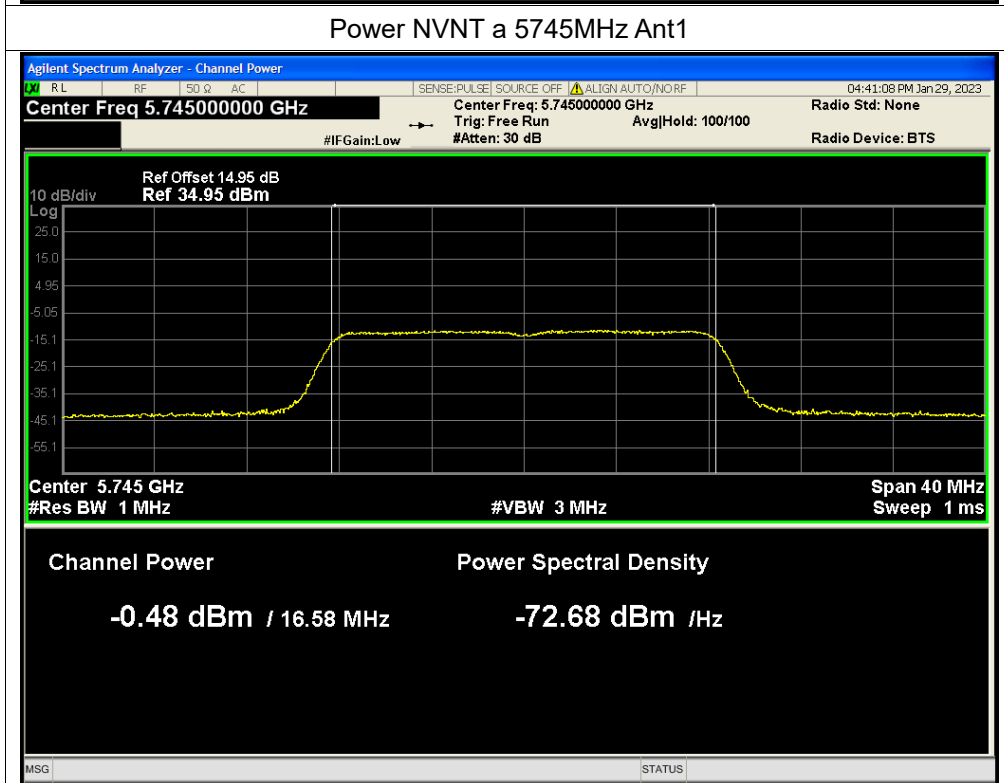 Power NVNT a 5745MHz Ant1
Agilent Spectrum Analyzer - Channel Power
LXI RL RF 50 Ω AC SENSE:PULSE SOURCE OFF ALIGN AUTO/NO RF 04:41:08 PM Jan 29, 2023
Center Freq 5.745000000 GHz Center Freq: 5.745000000 GHz Radio Std: None
Trig: Free Run Avg|Hold: 100/100
#IFGain:Low #Atten: 30 dB Radio Device: BTS
Ref Offset 14.95 dB
10 dB/div Ref 34.95 dBm
Log
25.0
15.0
4.95
-5.05
-15.1
-25.1
-35.1
-45.1
-55.1
Center 5.745 GHz Span 40 MHz
#Res BW 1 MHz #VBW 3 MHz Sweep 1 ms
Channel Power Power Spectral Density
-0.48 dBm / 16.58 MHz -72.68 dBm /Hz
MSG STATUS